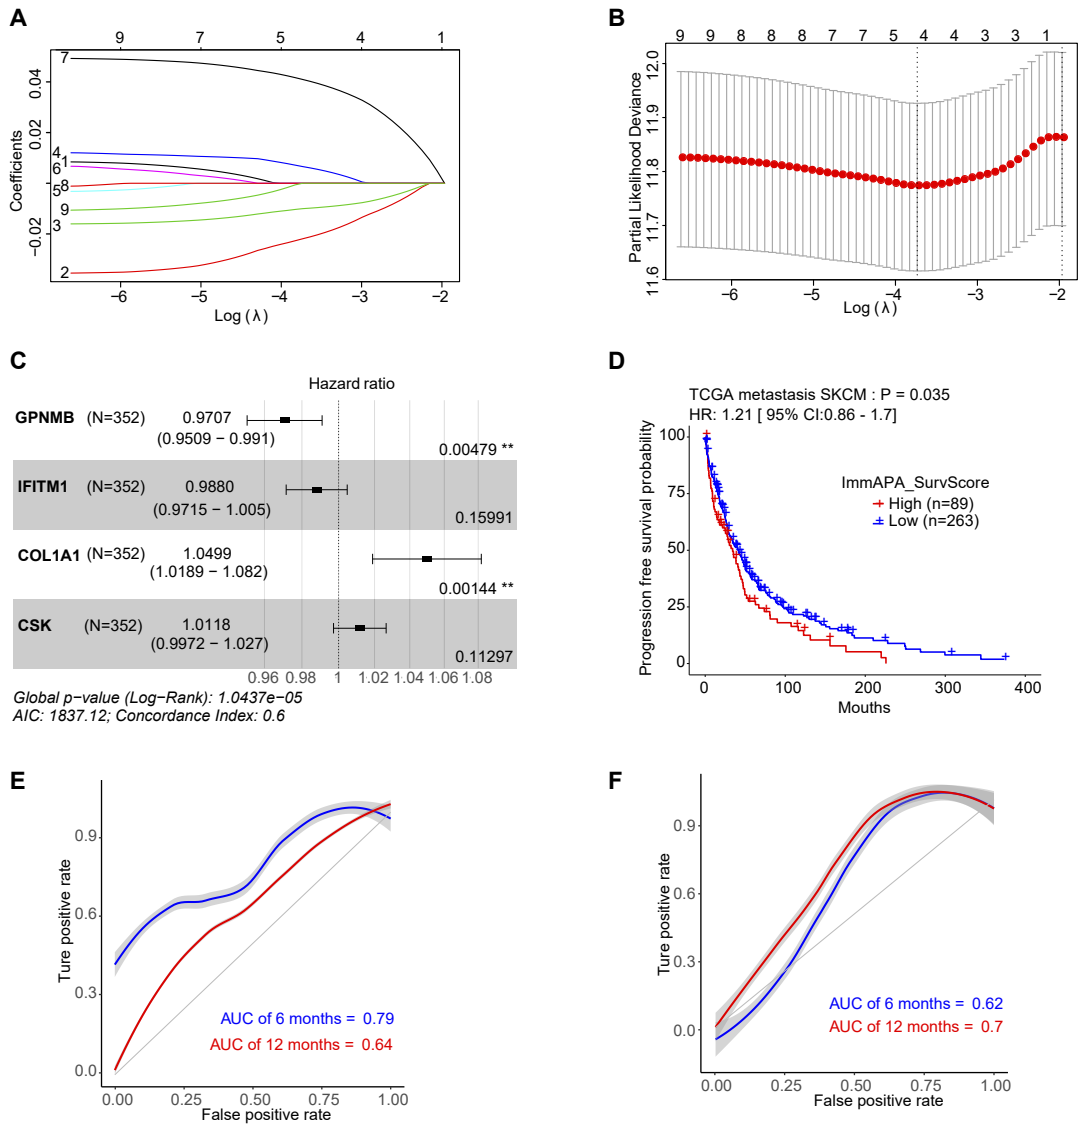 A
9 7 5 4 1
Coefficients
0.04
0.02
−0.02
7
4
1
6
8
5
9
3
2
−6 −5 −4 −3 −2
Log (λ)
B
9 9 8 8 8 7 7 5 4 4 3 3 1
Partial Likelihood Deviance
12.0
11.9
11.8
11.7
11.6
−6 −5 −4 −3 −2
Log (λ)
C
Hazard ratio
GPNMB (N=352) 0.9707
(0.9509 − 0.991)
0.00479 **
IFITM1 (N=352) 0.9880
(0.9715 − 1.005)
0.15991
COL1A1 (N=352) 1.0499
(1.0189 − 1.082)
0.00144 **
CSK (N=352) 1.0118
(0.9972 − 1.027)
0.11297
0.96 0.98 1 1.02 1.04 1.06 1.08
Global p−value (Log−Rank): 1.0437e−05
AIC: 1837.12; Concordance Index: 0.6
D
TCGA metastasis SKCM : P = 0.035
HR: 1.21 [ 95% CI:0.86 - 1.7]
Progression free survival probability
100
75
50
25
0
ImmAPA_SurvScore
High (n=89)
Low (n=263)
0 100 200 300 400
Mouths
E
Ture positive rate
0.9
0.6
0.3
0.0
AUC of 6 months = 0.79
AUC of 12 months = 0.64
0.00 0.25 0.50 0.75 1.00
False positive rate
F
Ture positive rate
0.9
0.6
0.3
0.0
AUC of 6 months = 0.62
AUC of 12 months = 0.7
0.00 0.25 0.50 0.75 1.00
False positive rate